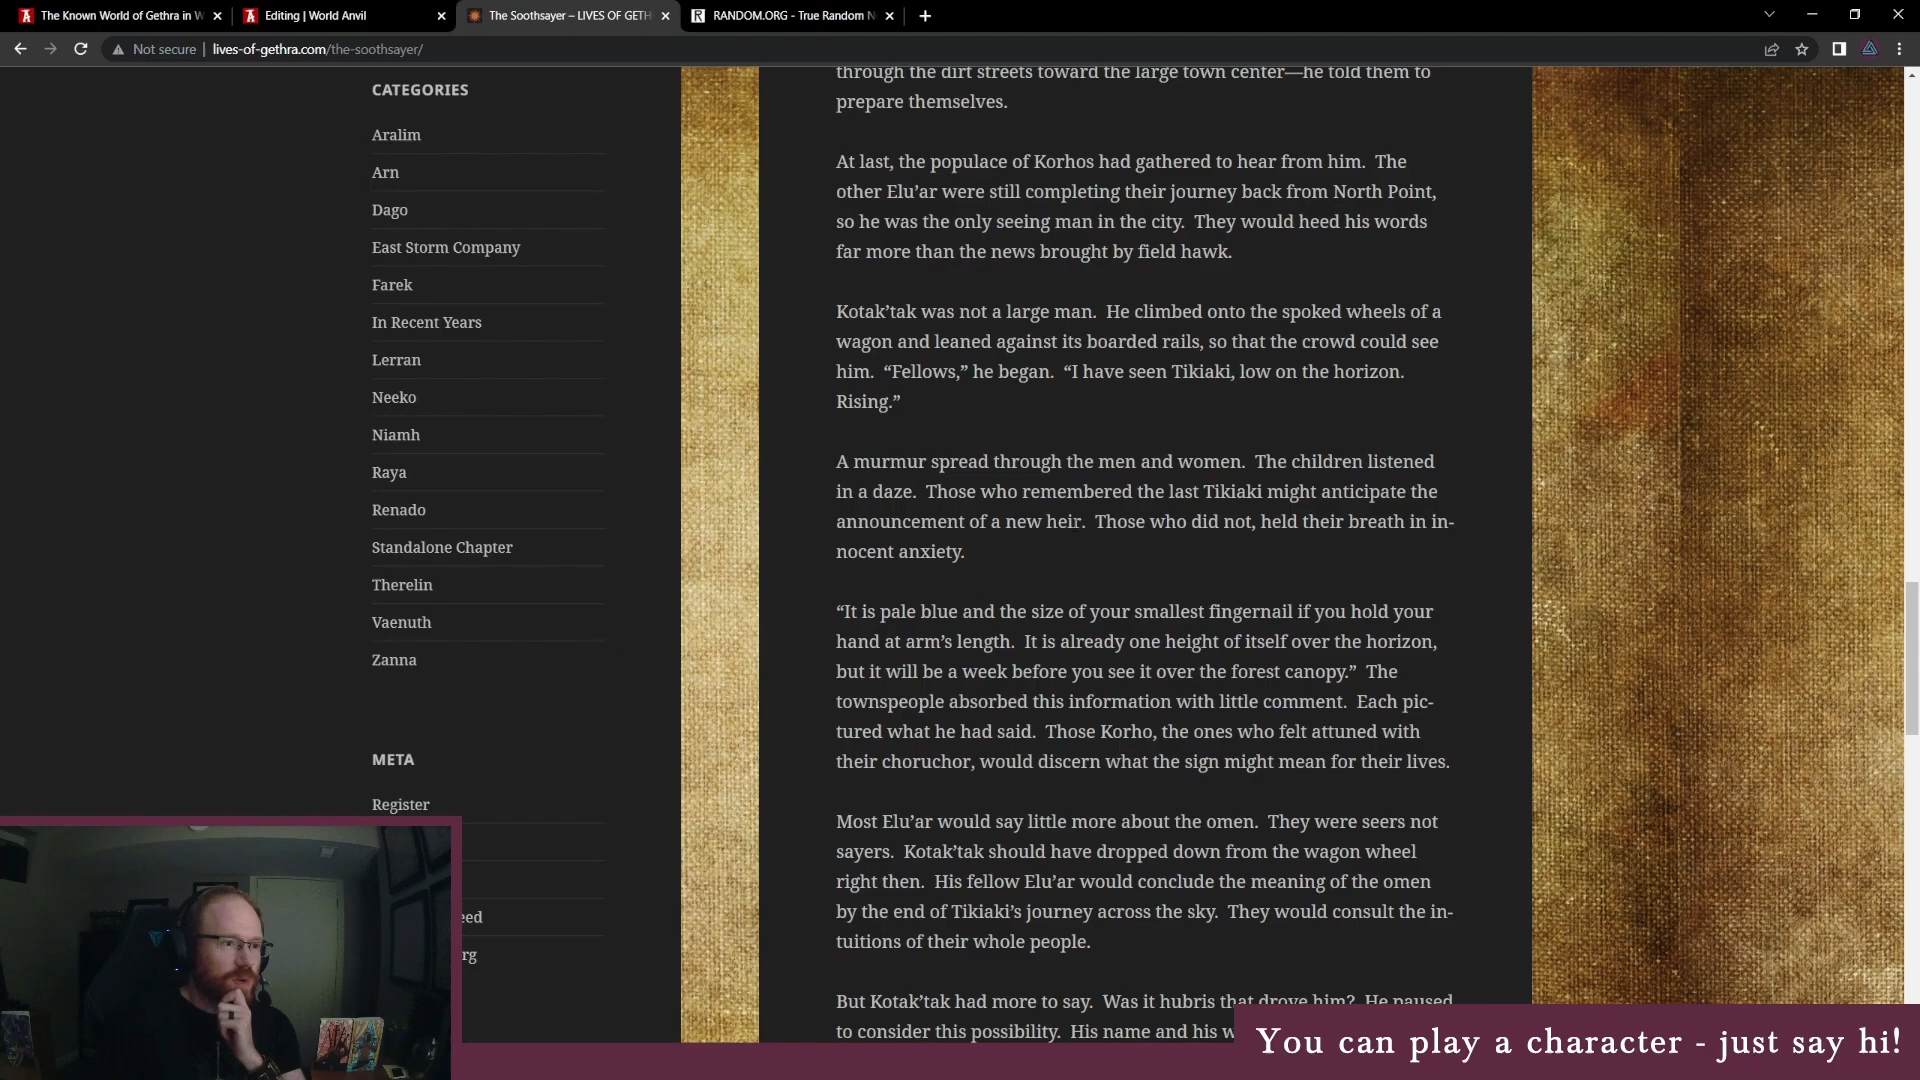 The Known World of Gethra in W
Editing | World Anvil
The Soothsayer – LIVES OF GETH
RANDOM.ORG - True Random N
Not secure
lives-of-gethra.com/the-soothsayer/
CATEGORIES
Aralim
Arn
Dago
East Storm Company
Farek
In Recent Years
Lerran
Neeko
Niamh
Raya
Renado
Standalone Chapter
Therelin
Vaenuth
Zanna
META
Register
eed
rg
through the dirt streets toward the large town center—he told them to
prepare themselves.
At last, the populace of Korhos had gathered to hear from him.  The
other Elu’ar were still completing their journey back from North Point,
so he was the only seeing man in the city.  They would heed his words
far more than the news brought by field hawk.
Kotak’tak was not a large man.  He climbed onto the spoked wheels of a
wagon and leaned against its boarded rails, so that the crowd could see
him.  “Fellows,” he began.  “I have seen Tikiaki, low on the horizon.
Rising.”
A murmur spread through the men and women.  The children listened
in a daze.  Those who remembered the last Tikiaki might anticipate the
announcement of a new heir.  Those who did not, held their breath in in-
nocent anxiety.
“It is pale blue and the size of your smallest fingernail if you hold your
hand at arm’s length.  It is already one height of itself over the horizon,
but it will be a week before you see it over the forest canopy.”  The
townspeople absorbed this information with little comment.  Each pic-
tured what he had said.  Those Korho, the ones who felt attuned with
their choruchor, would discern what the sign might mean for their lives.
Most Elu’ar would say little more about the omen.  They were seers not
sayers.  Kotak’tak should have dropped down from the wagon wheel
right then.  His fellow Elu’ar would conclude the meaning of the omen
by the end of Tikiaki’s journey across the sky.  They would consult the in-
tuitions of their whole people.
But Kotak’tak had more to say.  Was it hubris that drove him?  He paused
to consider this possibility.  His name and his w
You can play a character - just say hi!